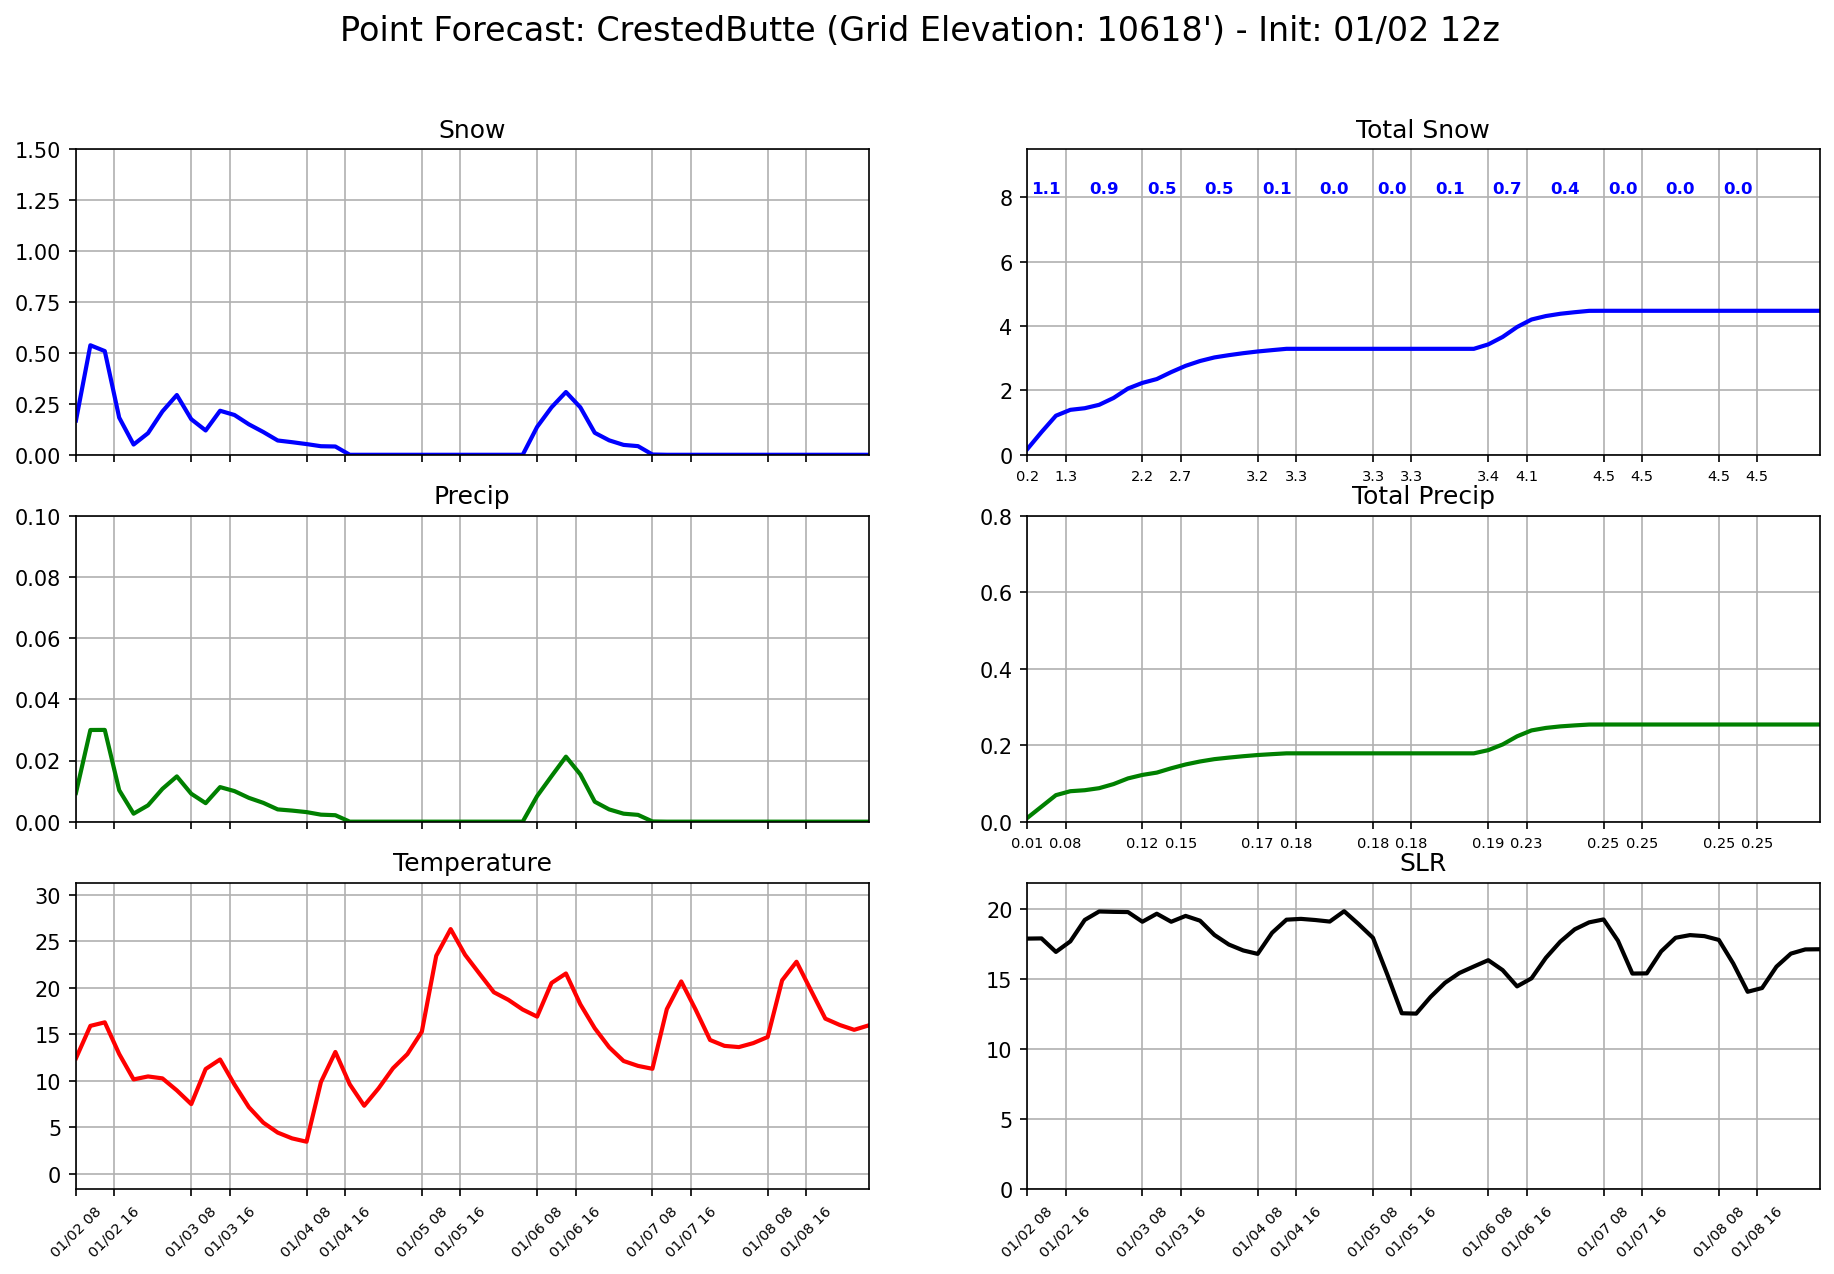 Point Forecast: CrestedButte (Grid Elevation: 10618') - Init: 01/02 12z
Snow
1.50
1.25
1.00
0.75
0.50
0.25
0.00
Total Snow
1.1 0.9 0.5 0.5 0.1 0.0 0.0 0.1 0.7 0.4 0.0 0.0 0.0
8
6
4
2
0
0.2 1.3 2.2 2.7 3.2 3.3 3.3 3.3 3.4 4.1 4.5 4.5 4.5 4.5
Precip
0.10
0.08
0.06
0.04
0.02
0.00
Total Precip
0.8
0.6
0.4
0.2
0.0
0.01 0.08 0.12 0.15 0.17 0.18 0.18 0.18 0.19 0.23 0.25 0.25 0.25 0.25
Temperature
30
25
20
15
10
5
0
01/02 08 01/02 16 01/03 08 01/03 16 01/04 08 01/04 16 01/05 08 01/05 16 01/06 08 01/06 16 01/07 08 01/07 16 01/08 08 01/08 16
SLR
20
15
10
5
0
01/02 08 01/02 16 01/03 08 01/03 16 01/04 08 01/04 16 01/05 08 01/05 16 01/06 08 01/06 16 01/07 08 01/07 16 01/08 08 01/08 16